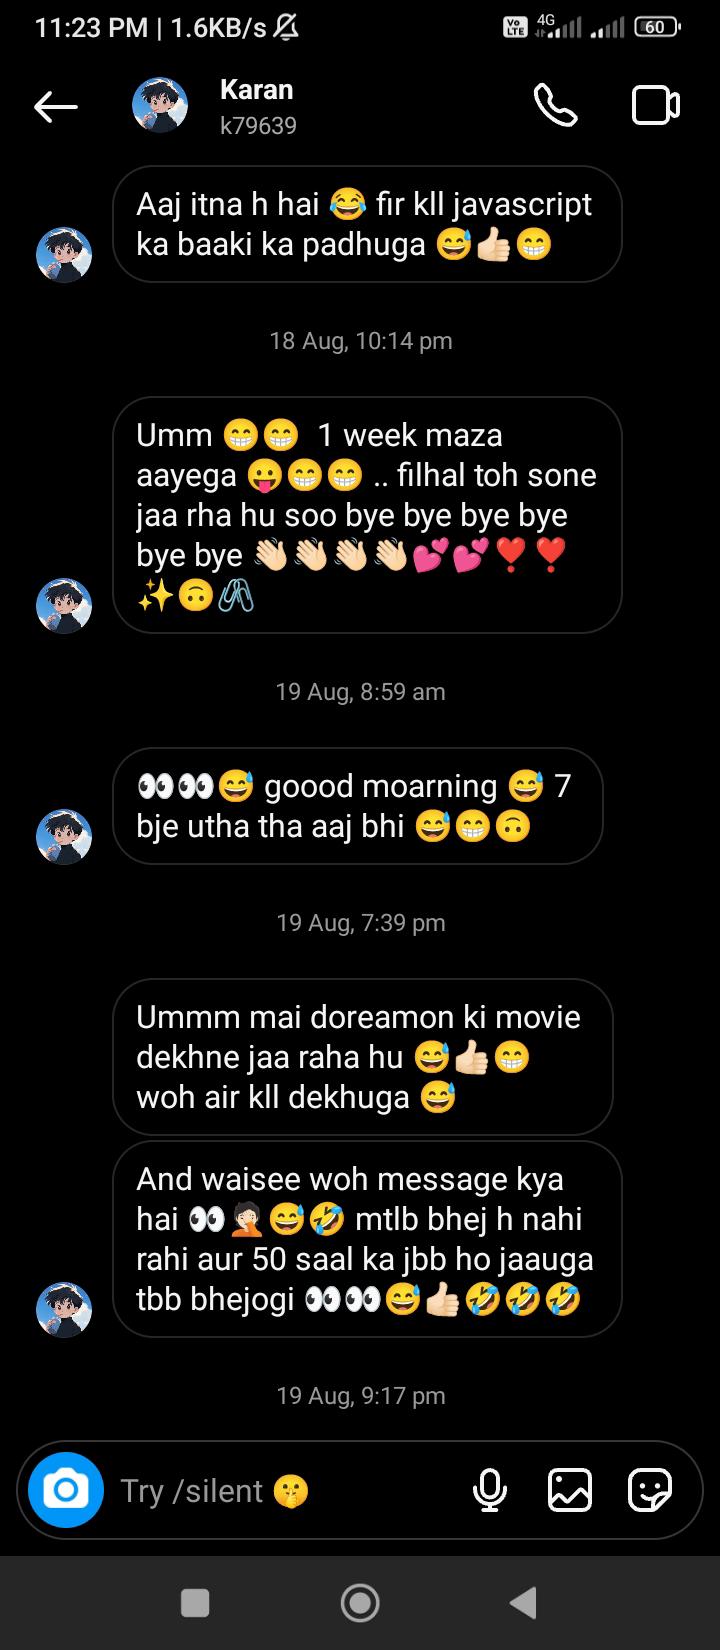 11:23 PM | 1.6KB/s
Vo LTE 4G 60
Karan
k79639
Aaj itna h hai 😂 fir kll javascript
ka baaki ka padhuga 😅👍🏻😁
18 Aug, 10:14 pm
Umm 😁😁  1 week maza
aayega 😛😁😁 .. filhal toh sone
jaa rha hu soo bye bye bye bye
bye bye 👋🏻👋🏻👋🏻👋🏻💕💕❣️❣️
✨🙃🖇️
19 Aug, 8:59 am
👀👀😅 goood moarning 😅 7
bje utha tha aaj bhi 😅😁🙃
19 Aug, 7:39 pm
Ummm mai doreamon ki movie
dekhne jaa raha hu 😅👍🏻😁
woh air kll dekhuga 😅
And waisee woh message kya
hai 👀🤦🏻😅🤣 mtlb bhej h nahi
rahi aur 50 saal ka jbb ho jaauga
tbb bhejogi 👀👀😅👍🏻🤣🤣🤣
19 Aug, 9:17 pm
Try /silent 🤫